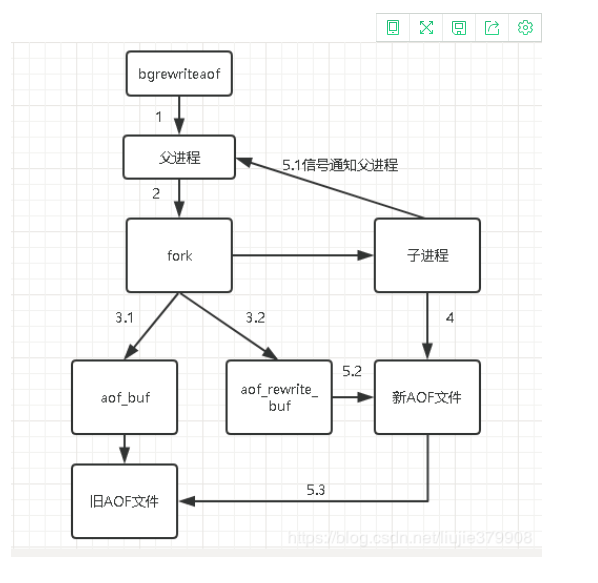 bgrewriteaof
1
父进程
5.1信号通知父进程
2
fork
子进程
3.1
3.2
4
aof_buf
aof_rewrite_
buf
5.2
新AOF文件
旧AOF文件
5.3
https://blog.csdn.net/liujie379908